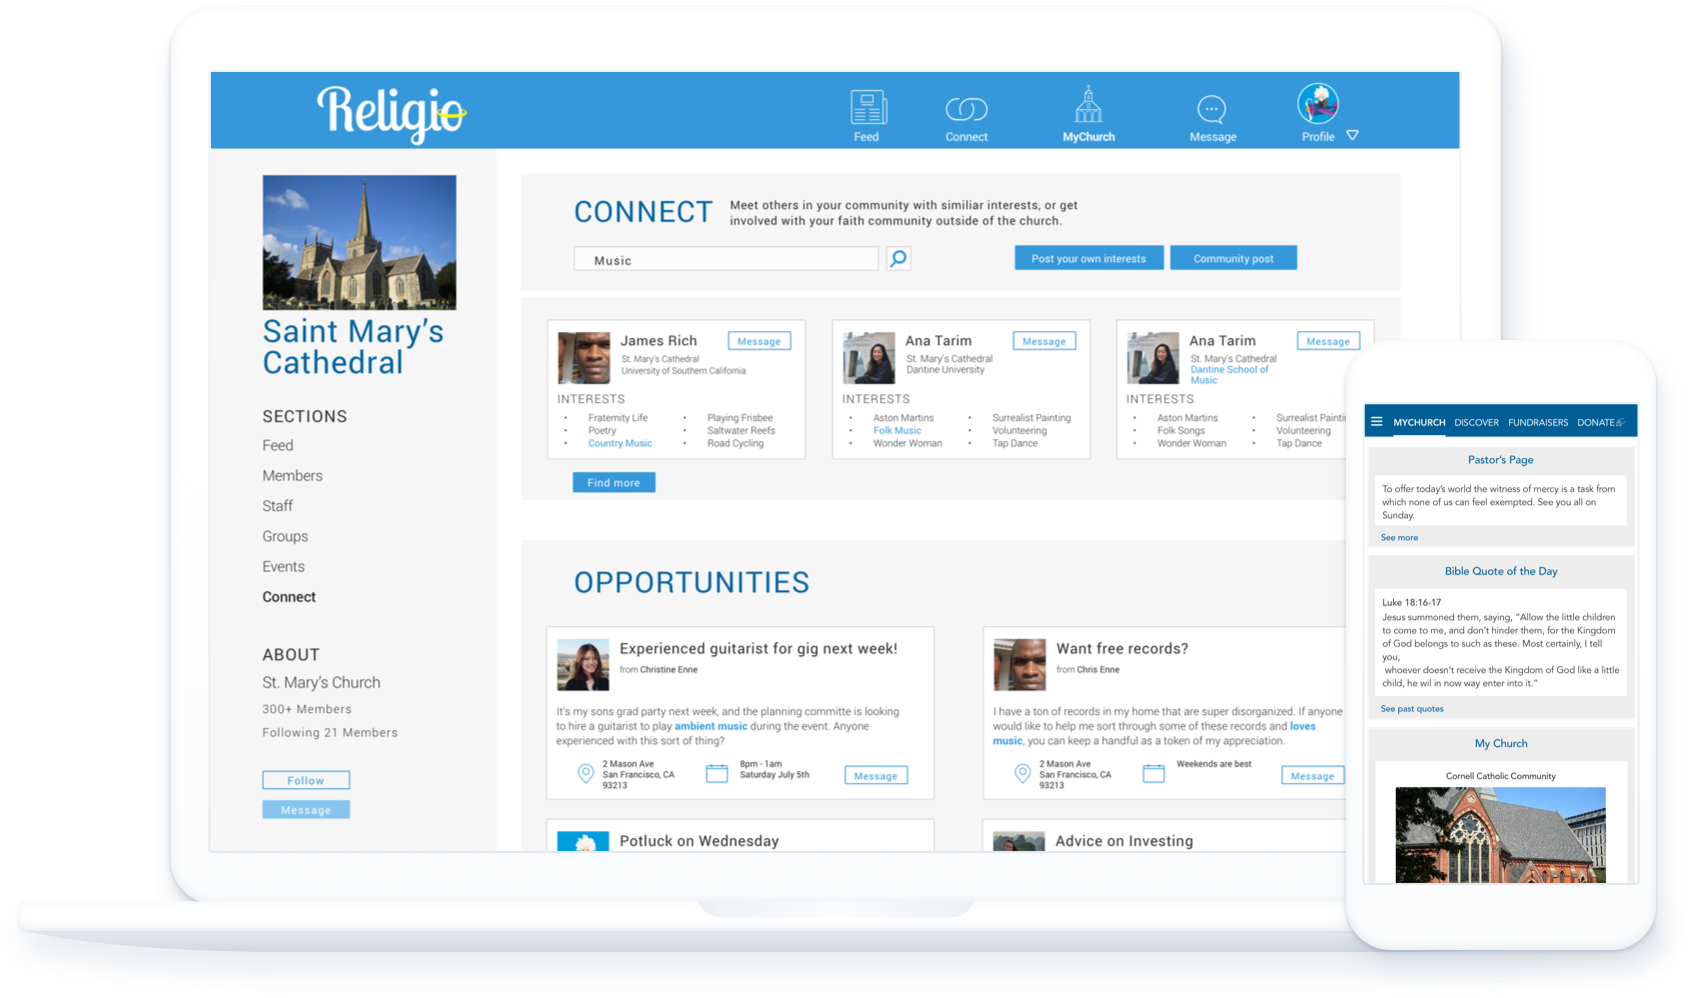 Religio
Feed
Connect
MyChurch
Message
Profile
Saint Mary's
Cathedral
SECTIONS
Feed
Members
Staff
Groups
Events
Connect
ABOUT
St. Mary's Church
300+ Members
Following 21 Members
Follow
Message
CONNECT
Meet others in your community with similiar interests, or get
involved with your faith community outside of the church.
Music
Post your own interests
Community post
James Rich
Message
St. Mary's Cathedral
University of Southern California
INTERESTS
• Fraternity Life • Playing Frisbee
• Poetry • Saltwater Reefs
• Country Music • Road Cycling
Ana Tarim
Message
St. Mary's Cathedral
Dantine University
INTERESTS
• Aston Martins • Surrealist Painting
• Folk Music • Volunteering
• Wonder Woman • Tap Dance
Ana Tarim
Message
St. Mary's Cathedral
Dantine School of
Music
INTERESTS
• Aston Martins • Surrealist Paintin
• Folk Songs • Volunteering
• Wonder Woman • Tap Dance
Find more
OPPORTUNITIES
Experienced guitarist for gig next week!
from Christine Enne
It's my sons grad party next week, and the planning committe is looking
to hire a guitarist to play ambient music during the event. Anyone
experienced with this sort of thing?
2 Mason Ave
San Francisco, CA
93213
8pm - 1am
Saturday July 5th
Message
Want free records?
from Chris Enne
I have a ton of records in my home that are super disorganized. If anyone
would like to help me sort through some of these records and loves
music, you can keep a handful as a token of my appreciation.
2 Mason Ave
San Francisco, CA
93213
Weekends are best
Message
Potluck on Wednesday
Advice on Investing
MYCHURCH DISCOVER FUNDRAISERS DONATE
Pastor's Page
To offer today's world the witness of mercy is a task from
which none of us can feel exempted. See you all on
Sunday.
See more
Bible Quote of the Day
Luke 18:16-17
Jesus summoned them, saying, "Allow the little children
to come to me, and don't hinder them, for the Kingdom
of God belongs to such as these. Most certainly, I tell
you,
whoever doesn't receive the Kingdom of God like a little
child, he wil in now way enter into it."
See past quotes
My Church
Cornell Catholic Community